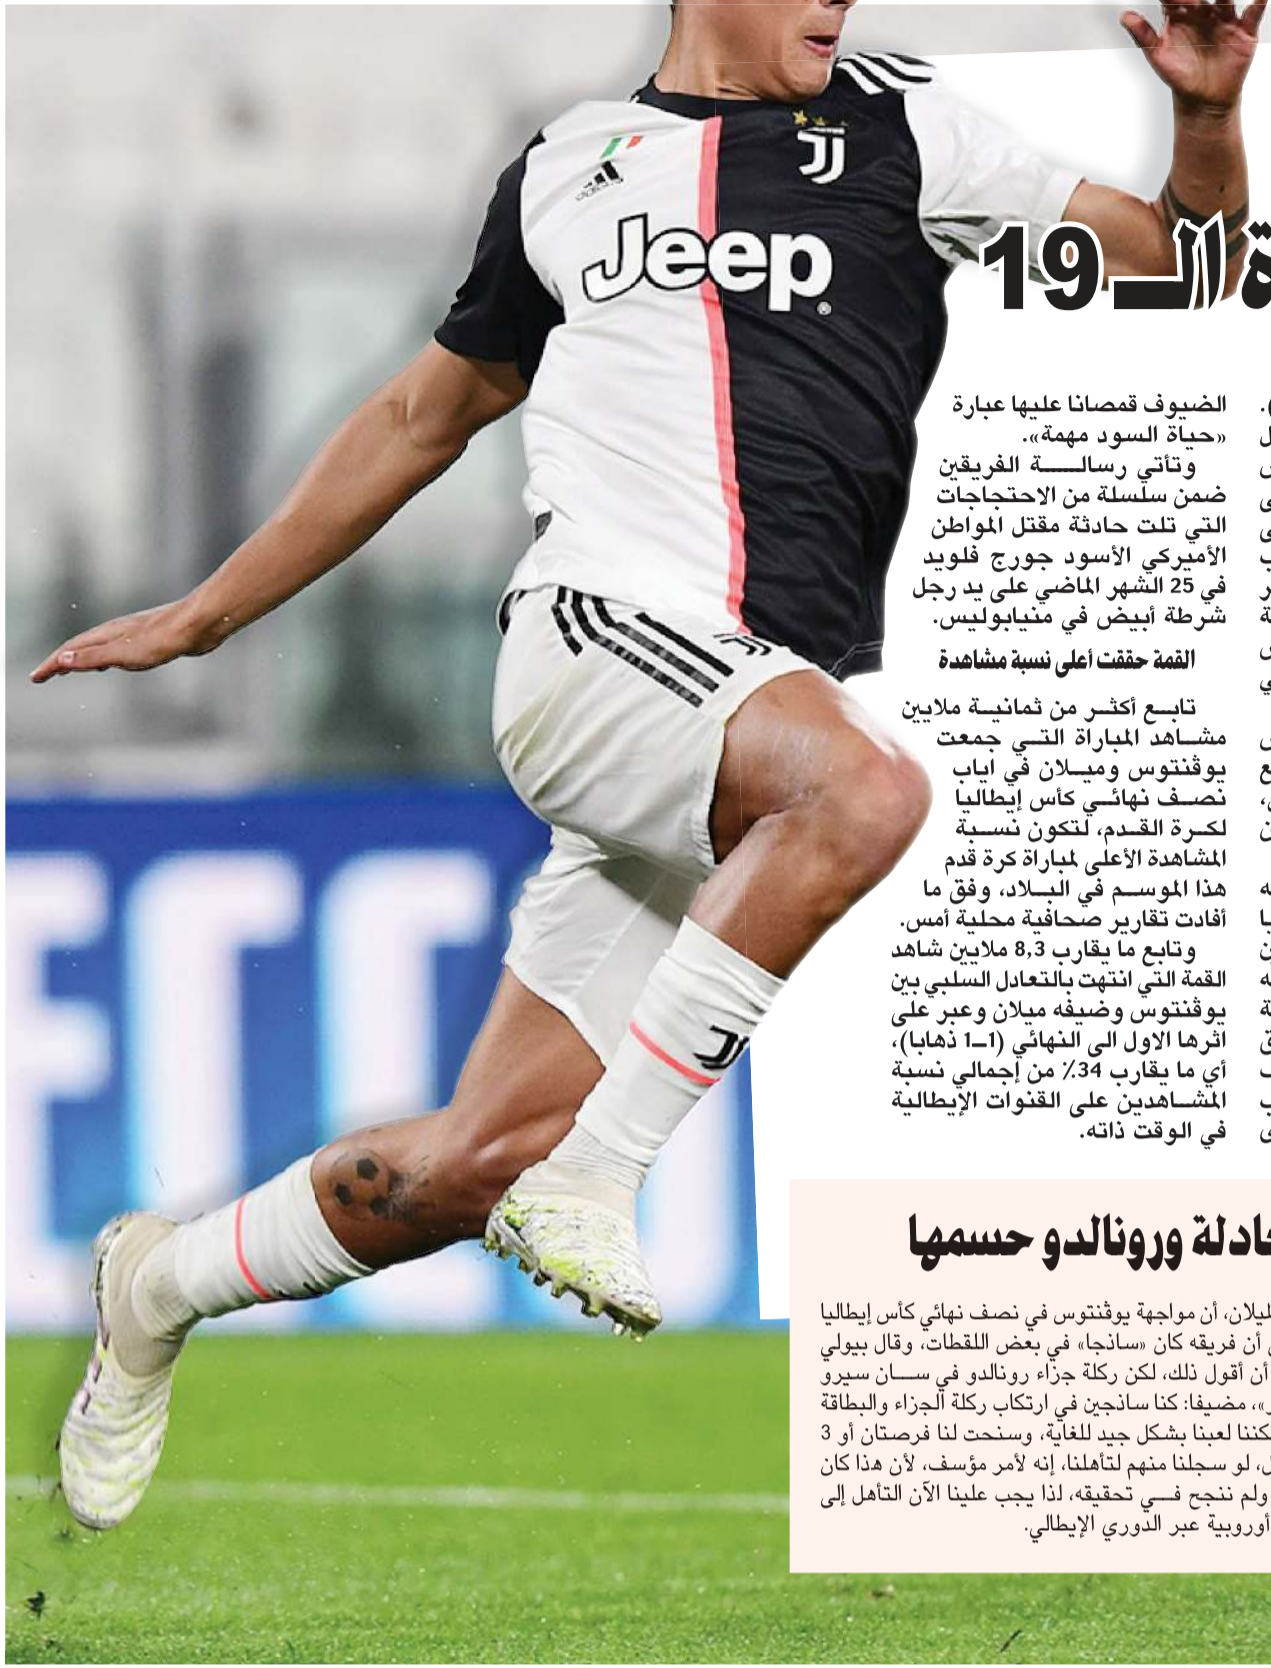 الـ 19
الضيوف قمصانا عليها عبارة
«حياة السود مهمة».
وتأتي رسالة الفريقين
ضمن سلسلة من الاحتجاجات
التي تلت حادثة مقتل المواطن
الأميركي الأسود جورج فلويد
في 25 الشهر الماضي على يد رجل
شرطة أبيض في منيابوليس.
القمة حققت أعلى نسبة مشاهدة
تابع أكثر من ثمانية ملايين
مشاهد المباراة التي جمعت
يوڤنتوس وميلان في اياب
نصف نهائي كأس إيطاليا
لكرة القدم، لتكون نسبة
المشاهدة الأعلى لمباراة كرة قدم
هذا الموسم في البلاد، وفق ما
أفادت تقارير صحافية محلية أمس.
وتابع ما يقارب 8,3 ملايين شاهد
القمة التي انتهت بالتعادل السلبي بين
يوڤنتوس وضيفه ميلان وعبر على
اثرها الاول الى النهائي (1-1 ذهابا)،
أي ما يقارب 34٪ من إجمالي نسبة
المشاهدين على القنوات الإيطالية
في الوقت ذاته.
ورونالدو حسمها
أن مواجهة يوڤنتوس في نصف نهائي كأس إيطاليا
أن فريقه كان «ساذجا» في بعض اللقطات، وقال بيولي
أن أقول ذلك، لكن ركلة جزاء رونالدو في سان سيرو
مضيفا: كنا ساذجين في ارتكاب ركلة الجزاء والبطاقة
لعبنا بشكل جيد للغاية، وسنحت لنا فرصتان أو 3
لو سجلنا منهم لتأهلنا، إنه لأمر مؤسف، لأن هذا كان
ولم ننجح في تحقيقه، لذا يجب علينا الآن التأهل إلى
أوروبية عبر الدوري الإيطالي.
Jeep
adidas